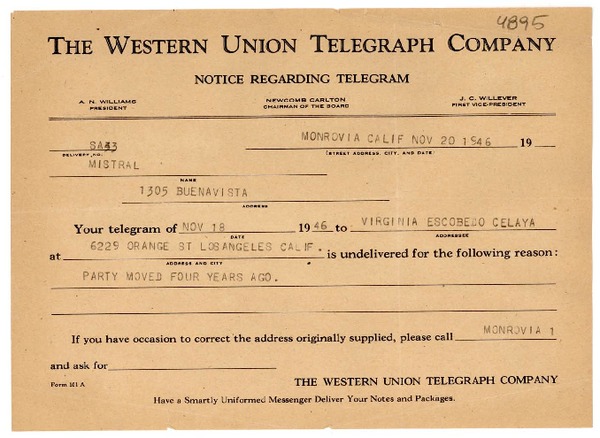 4895
THE WESTERN UNION TELEGRAPH COMPANY
NOTICE REGARDING TELEGRAM
A. N. WILLIAMS NEWCOMB CARLTON J. C. WILLEVER
PRESIDENT CHAIRMAN OF THE BOARD FIRST VICE-PRESIDENT
SA43 MONROVIA CALIF NOV 20 1946 19
DELIVERY NO. (STREET ADDRESS, CITY, AND DATE)
MISTRAL
NAME
1305 BUENAVISTA
ADDRESS
Your telegram of NOV 18 1946 to VIRGINIA ESCOBEDO CELAYA
DATE ADDRESSEE
at 6229 ORANGE ST LOSANGELES CALIF. is undelivered for the following reason:
ADDRESS AND CITY
PARTY MOVED FOUR YEARS AGO.
If you have occasion to correct the address originally supplied, please call MONROVIA 1
and ask for
Form 161 A THE WESTERN UNION TELEGRAPH COMPANY
Have a Smartly Uniformed Messenger Deliver Your Notes and Packages.